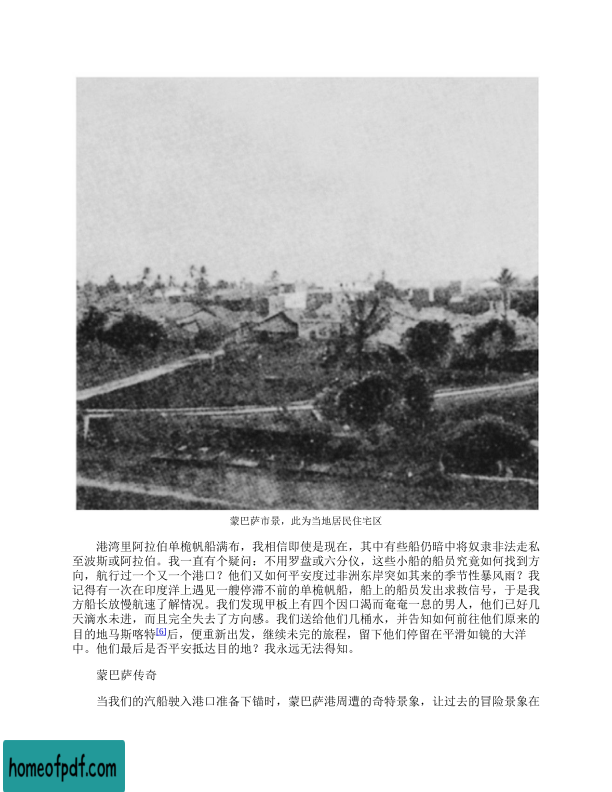 蒙巴萨市景，此为当地居民住宅区
港湾里阿拉伯单桅帆船满布，我相信即使是现在，其中有些船仍暗中将奴隶非法走私
至波斯或阿拉伯。我一直有个疑问：不用罗盘或六分仪，这些小船的船员究竟如何找到方
向，航行过一个又一个港口？他们又如何平安度过非洲东岸突如其来的季节性暴风雨？我
记得有一次在印度洋上遇见一艘停滞不前的单桅帆船，船上的船员发出求救信号，于是我
方船长放慢航速了解情况。我们发现甲板上有四个因口渴而奄奄一息的男人，他们已好几
天滴水未进，而且完全失去了方向感。我们送给他们几桶水，并告知如何前往他们原来的
目的地马斯喀特[6]后，便重新出发，继续未完的旅程，留下他们停留在平滑如镜的大洋
中。他们最后是否平安抵达目的地？我永远无法得知。
蒙巴萨传奇
当我们的汽船驶入港口准备下锚时，蒙巴萨港周遭的奇特景象，让过去的冒险景象在
homeofpdf.com